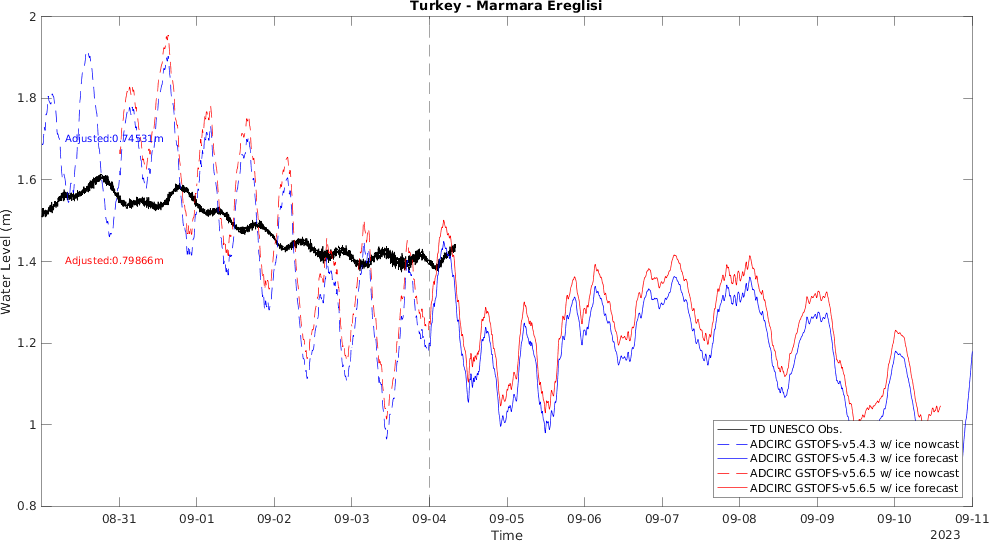 Turkey - Marmara Ereglisi
2
1.8
1.6
1.4
1.2
1
0.8
Water Level (m)
Adjusted:0.74531m
Adjusted:0.79866m
TD UNESCO Obs.
ADCIRC GSTOFS-v5.4.3 w/ ice nowcast
ADCIRC GSTOFS-v5.4.3 w/ ice forecast
ADCIRC GSTOFS-v5.6.5 w/ ice nowcast
ADCIRC GSTOFS-v5.6.5 w/ ice forecast
08-31 09-01 09-02 09-03 09-04 09-05 09-06 09-07 09-08 09-09 09-10 09-11
Time
2023